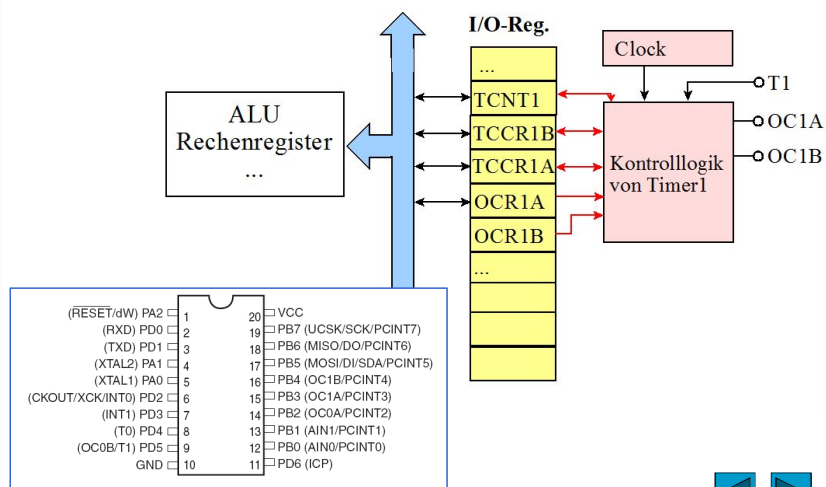 I/O-Reg.
...
TCNT1
TCCR1B
TCCR1A
OCR1A
OCR1B
...
ALU
Rechenregister
...
Clock
T1
OC1A
OC1B
Kontrolllogik
von Timer1
(RESET/dW) PA2 1
(RXD) PD0 2
(TXD) PD1 3
(XTAL2) PA1 4
(XTAL1) PA0 5
(CKOUT/XCK/INT0) PD2 6
(INT1) PD3 7
(T0) PD4 8
(OC0B/T1) PD5 9
GND 10
20 VCC
19 PB7 (UCSK/SCK/PCINT7)
18 PB6 (MISO/DO/PCINT6)
17 PB5 (MOSI/DI/SDA/PCINT5)
16 PB4 (OC1B/PCINT4)
15 PB3 (OC1A/PCINT3)
14 PB2 (OC0A/PCINT2)
13 PB1 (AIN1/PCINT1)
12 PB0 (AIN0/PCINT0)
11 PD6 (ICP)